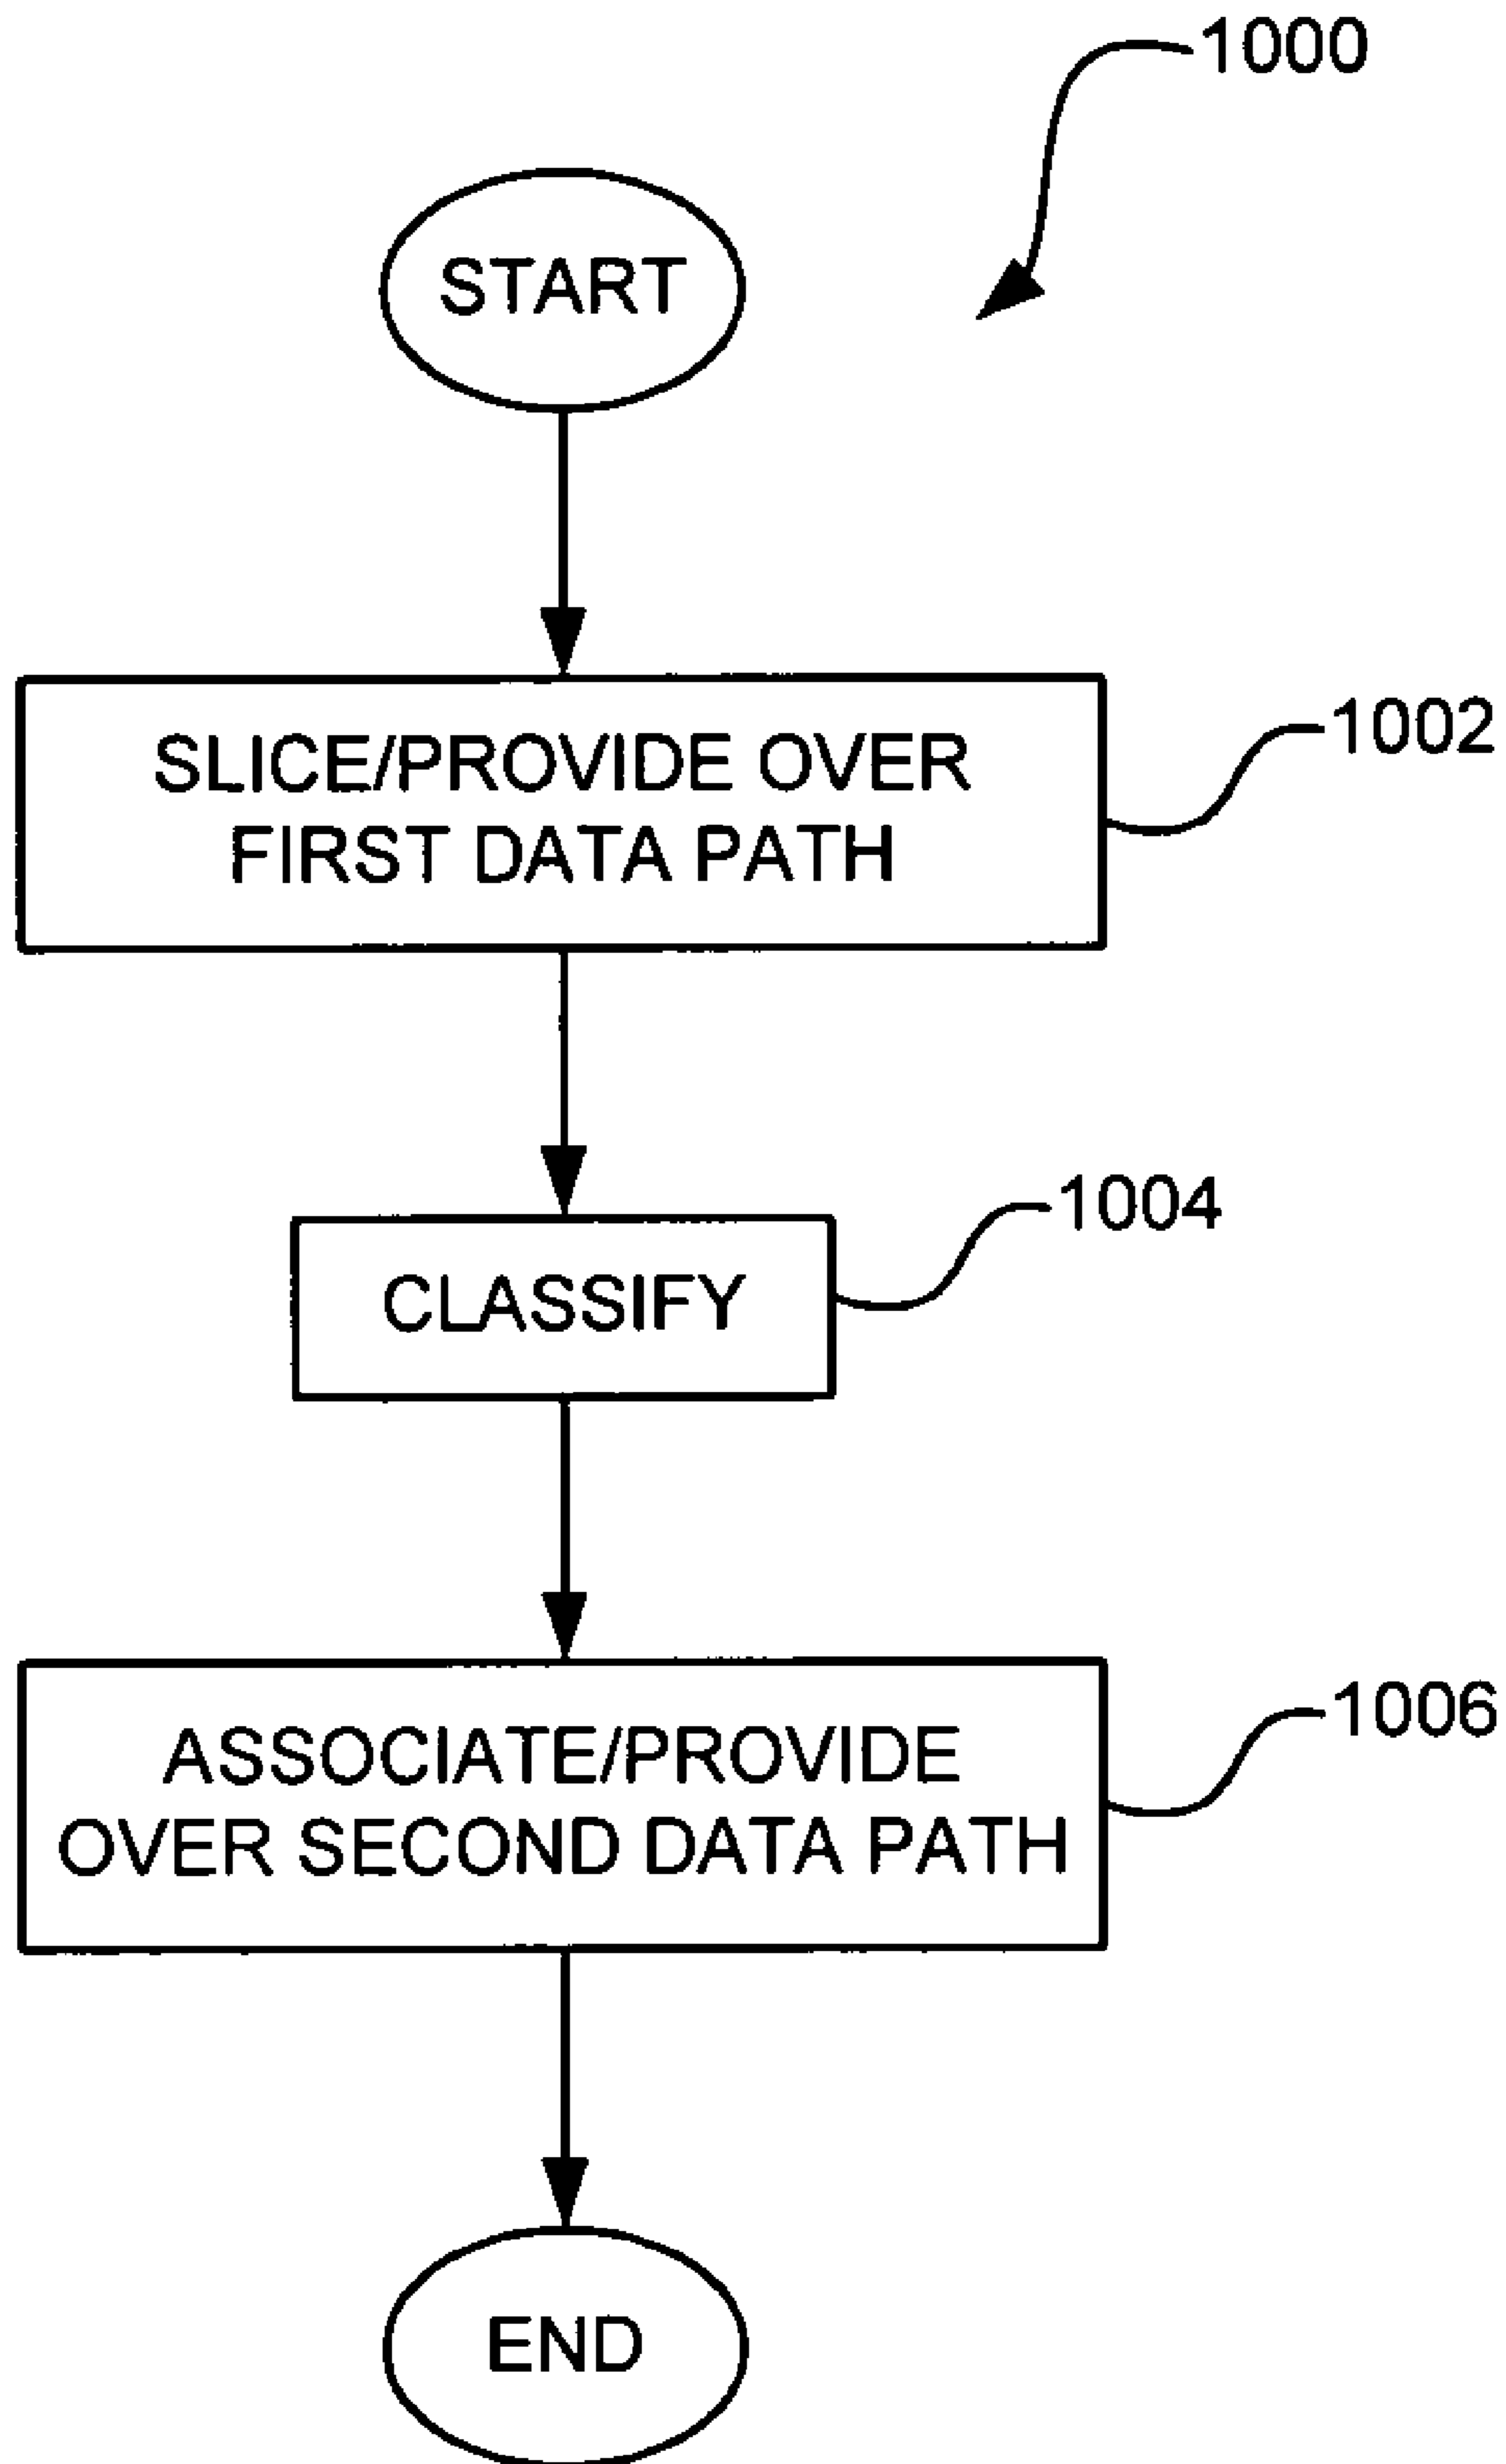 1000
START
SLICE/PROVIDE OVER
FIRST DATA PATH
1002
CLASSIFY
1004
ASSOCIATE/PROVIDE
OVER SECOND DATA PATH
1006
END